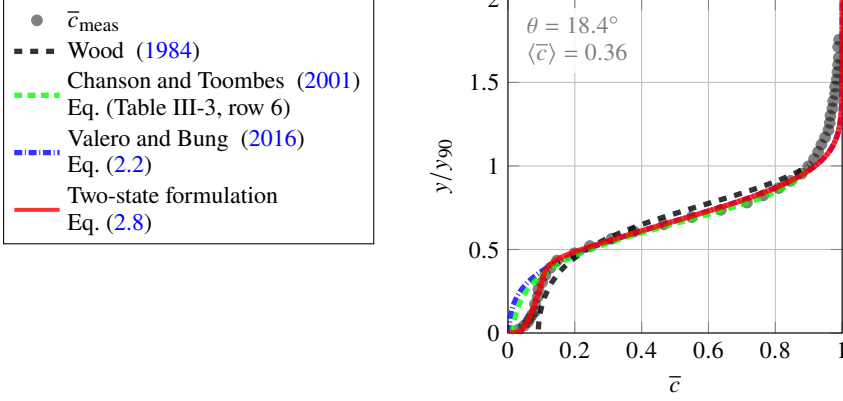 c̅meas
Wood (1984)
Chanson and Toombes (2001)
Eq. (Table III-3, row 6)
Valero and Bung (2016)
Eq. (2.2)
Two-state formulation
Eq. (2.8)
θ = 18.4°
⟨c̅⟩ = 0.36
1.5
1
0.5
0
y/y90
0
0.2
0.4
0.6
0.8
1
c̅